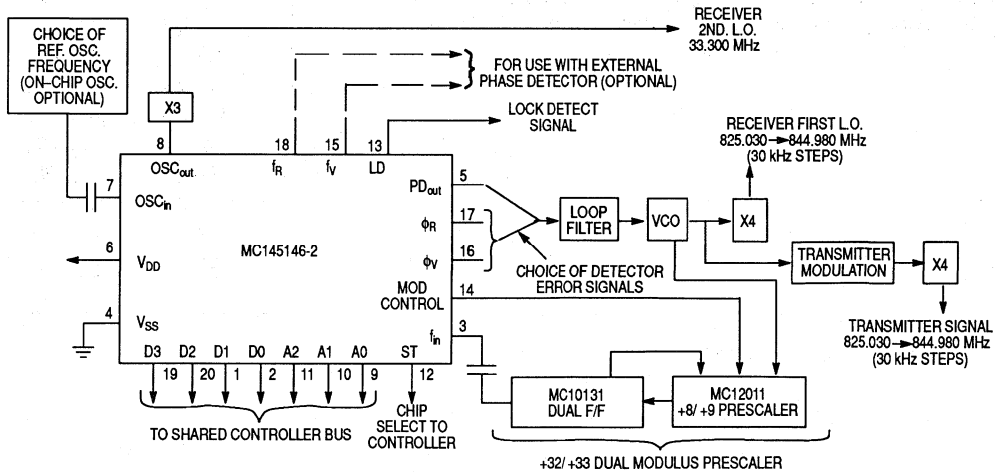 CHOICE OF
REF. OSC.
FREQUENCY
(ON–CHIP OSC.
OPTIONAL)
X3
RECEIVER
2ND. L.O.
33.300 MHz
FOR USE WITH EXTERNAL
PHASE DETECTOR (OPTIONAL)
LOCK DETECT
SIGNAL
8
18
15
13
OSCout
fR
fV
LD
7
OSCin
6
VDD
4
VSS
MC145146-2
PDout
5
ϕR
17
ϕV
16
MOD
CONTROL
14
fin
3
CHOICE OF DETECTOR
ERROR SIGNALS
LOOP
FILTER
VCO
X4
RECEIVER FIRST L.O.
825.030→844.980 MHz
(30 kHz STEPS)
TRANSMITTER
MODULATION
X4
TRANSMITTER SIGNAL
825.030→844.980 MHz
(30 kHz STEPS)
D3
D2
D1
D0
A2
A1
A0
ST
19
20
1
2
11
10
9
12
TO SHARED CONTROLLER BUS
CHIP
SELECT TO
CONTROLLER
MC10131
DUAL F/F
MC12011
+8/ +9 PRESCALER
+32/ +33 DUAL MODULUS PRESCALER